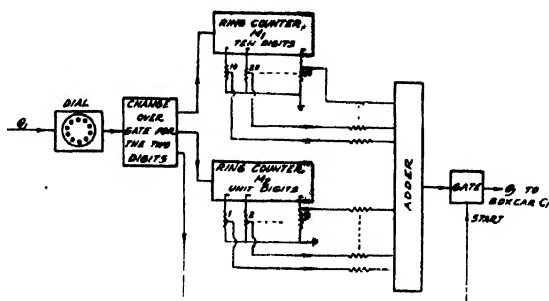 RING COUNTER,
M1
TEN DIGITS
10
20
DIAL
θ1
CHANGE
OVER
GATE FOR
THE TWO
DIGITS
RING COUNTER,
M2
UNIT DIGITS
1
2
ADDER
GATE
TO
BOXCAR C1
START